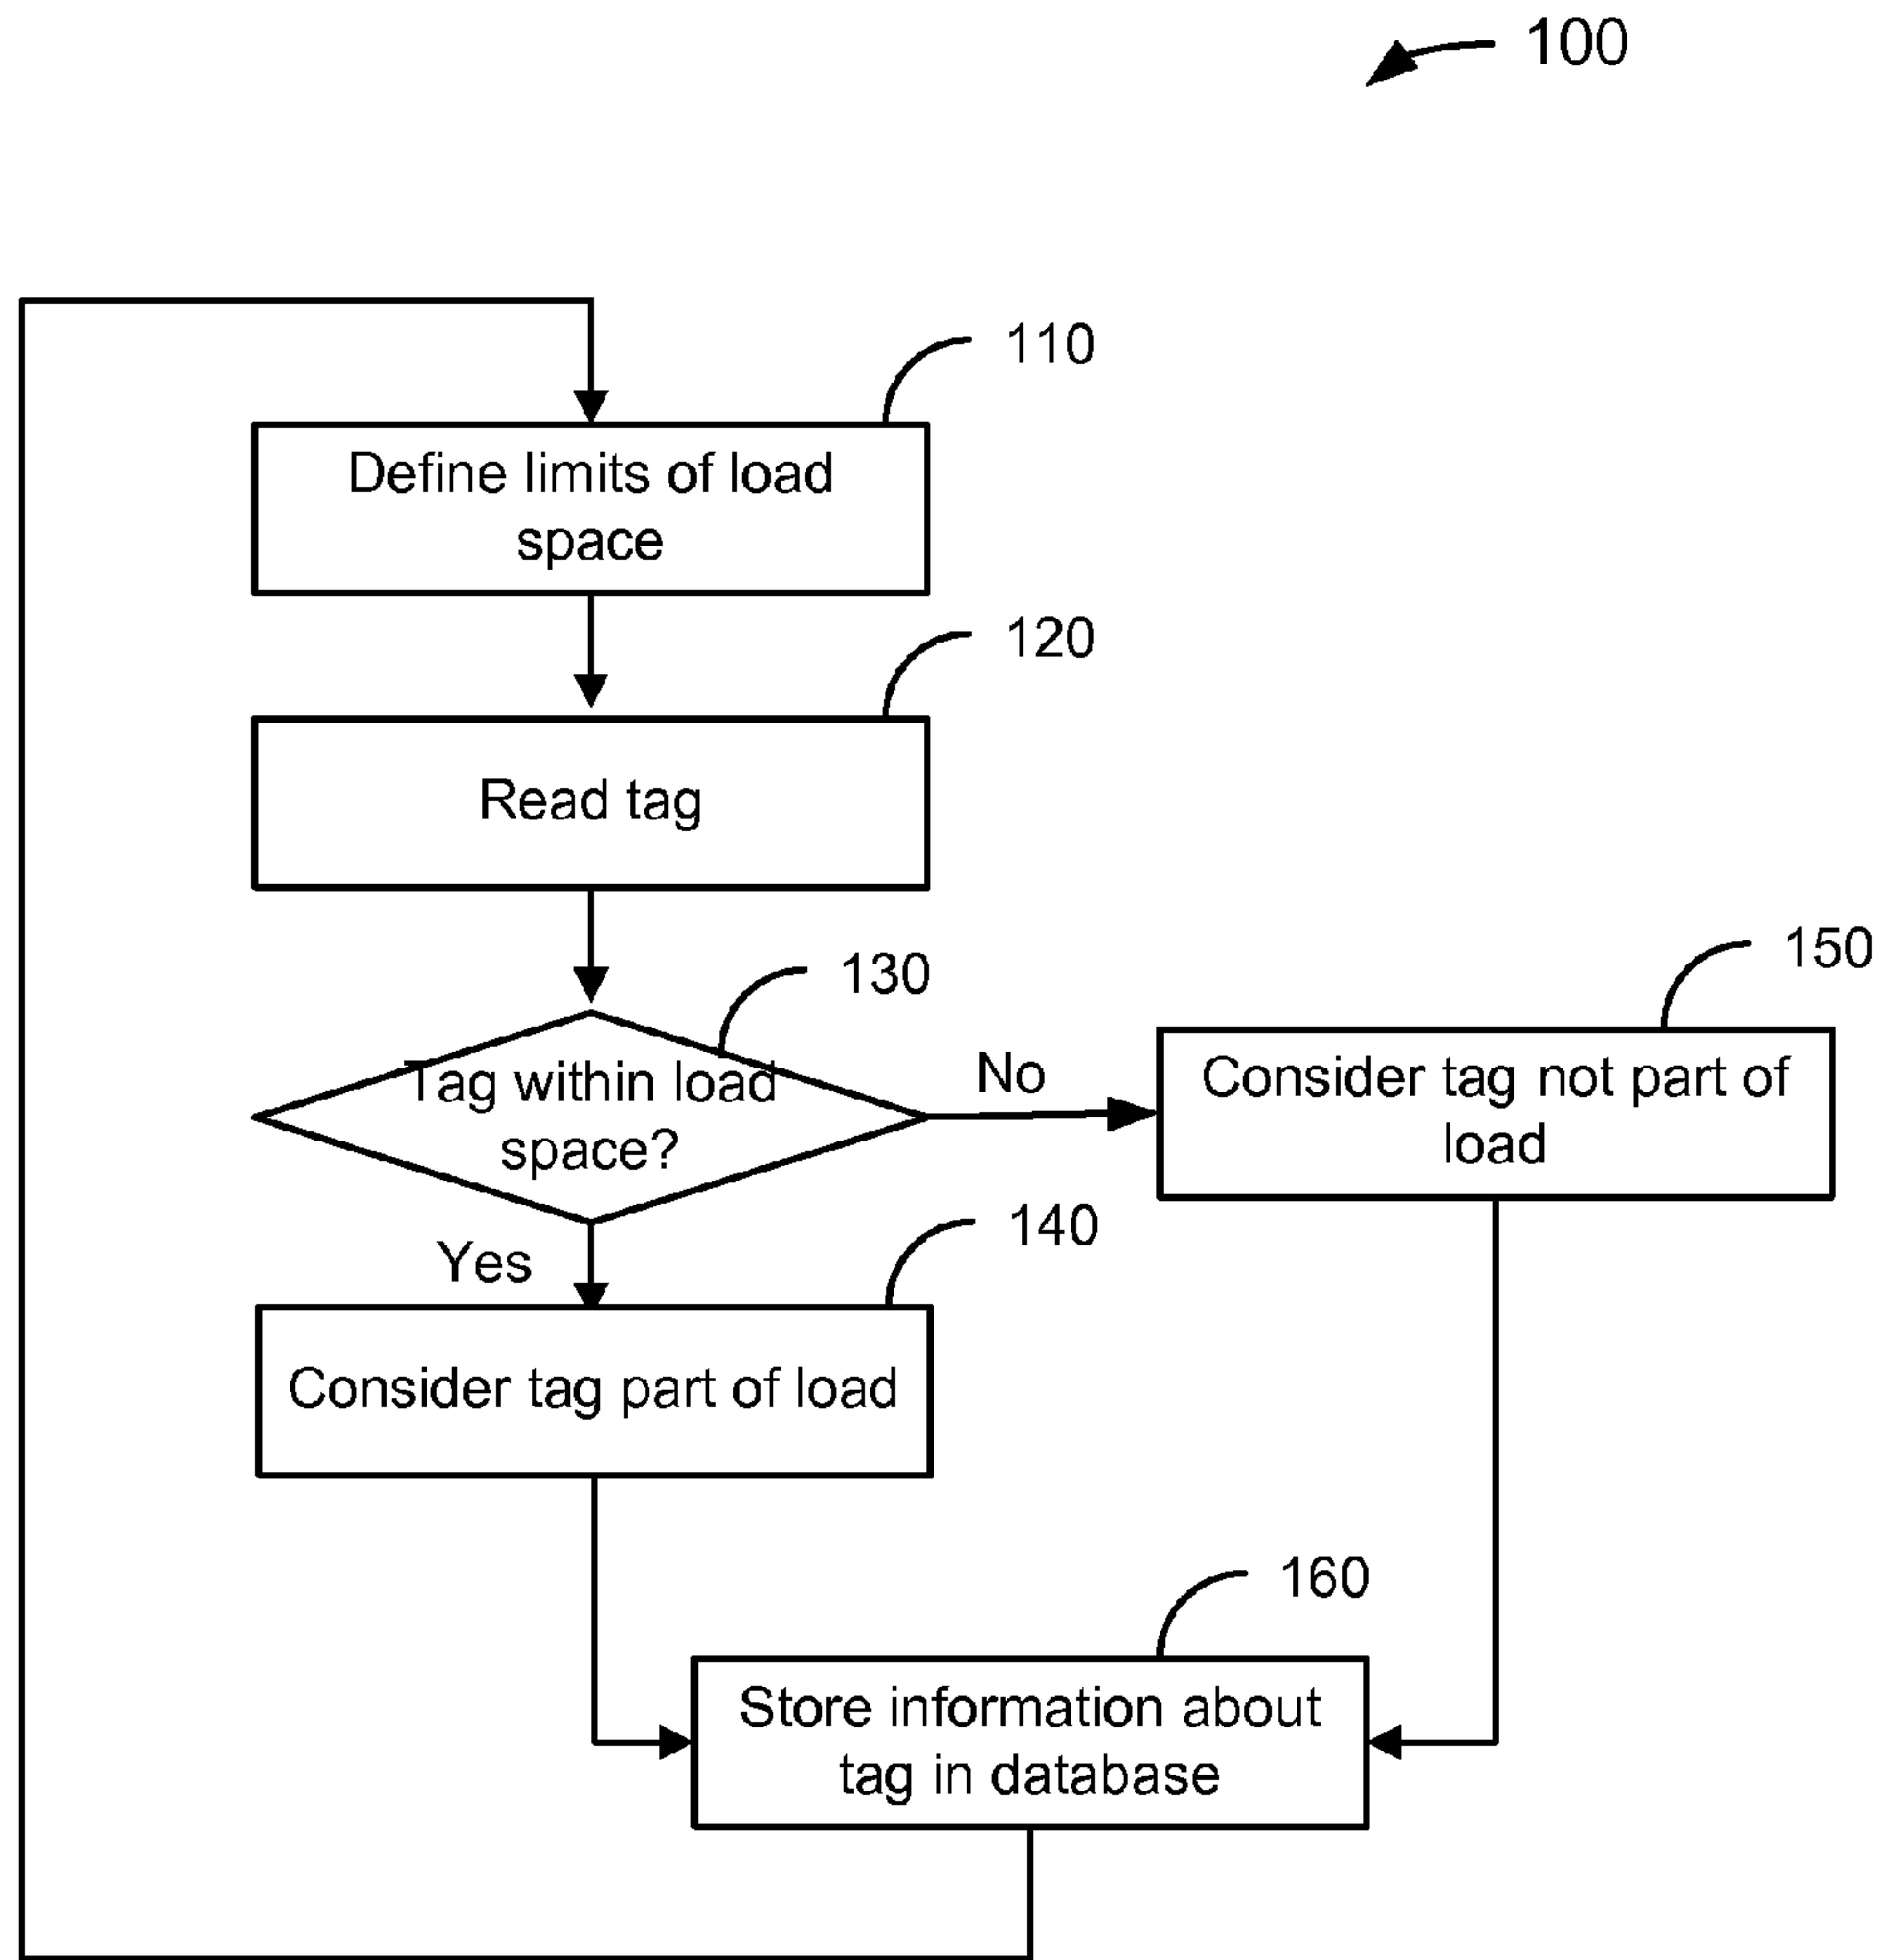 100
110
Define limits of load
space
120
Read tag
130
Tag within load
space?
No
150
Consider tag not part of
load
Yes
140
Consider tag part of load
160
Store information about
tag in database